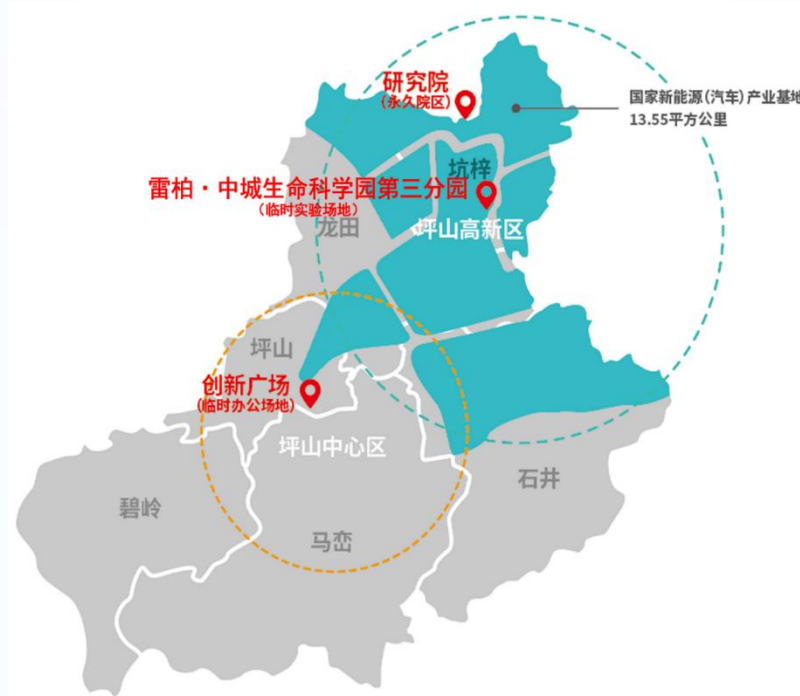 研究院
(永久院区)
国家新能源(汽车)产业基地
13.55平方公里
坑梓
雷柏·中城生命科学园第三分园
(临时实验场地)
龙田
坪山高新区
坪山
创新广场
(临时办公场地)
坪山中心区
石井
碧岭
马峦